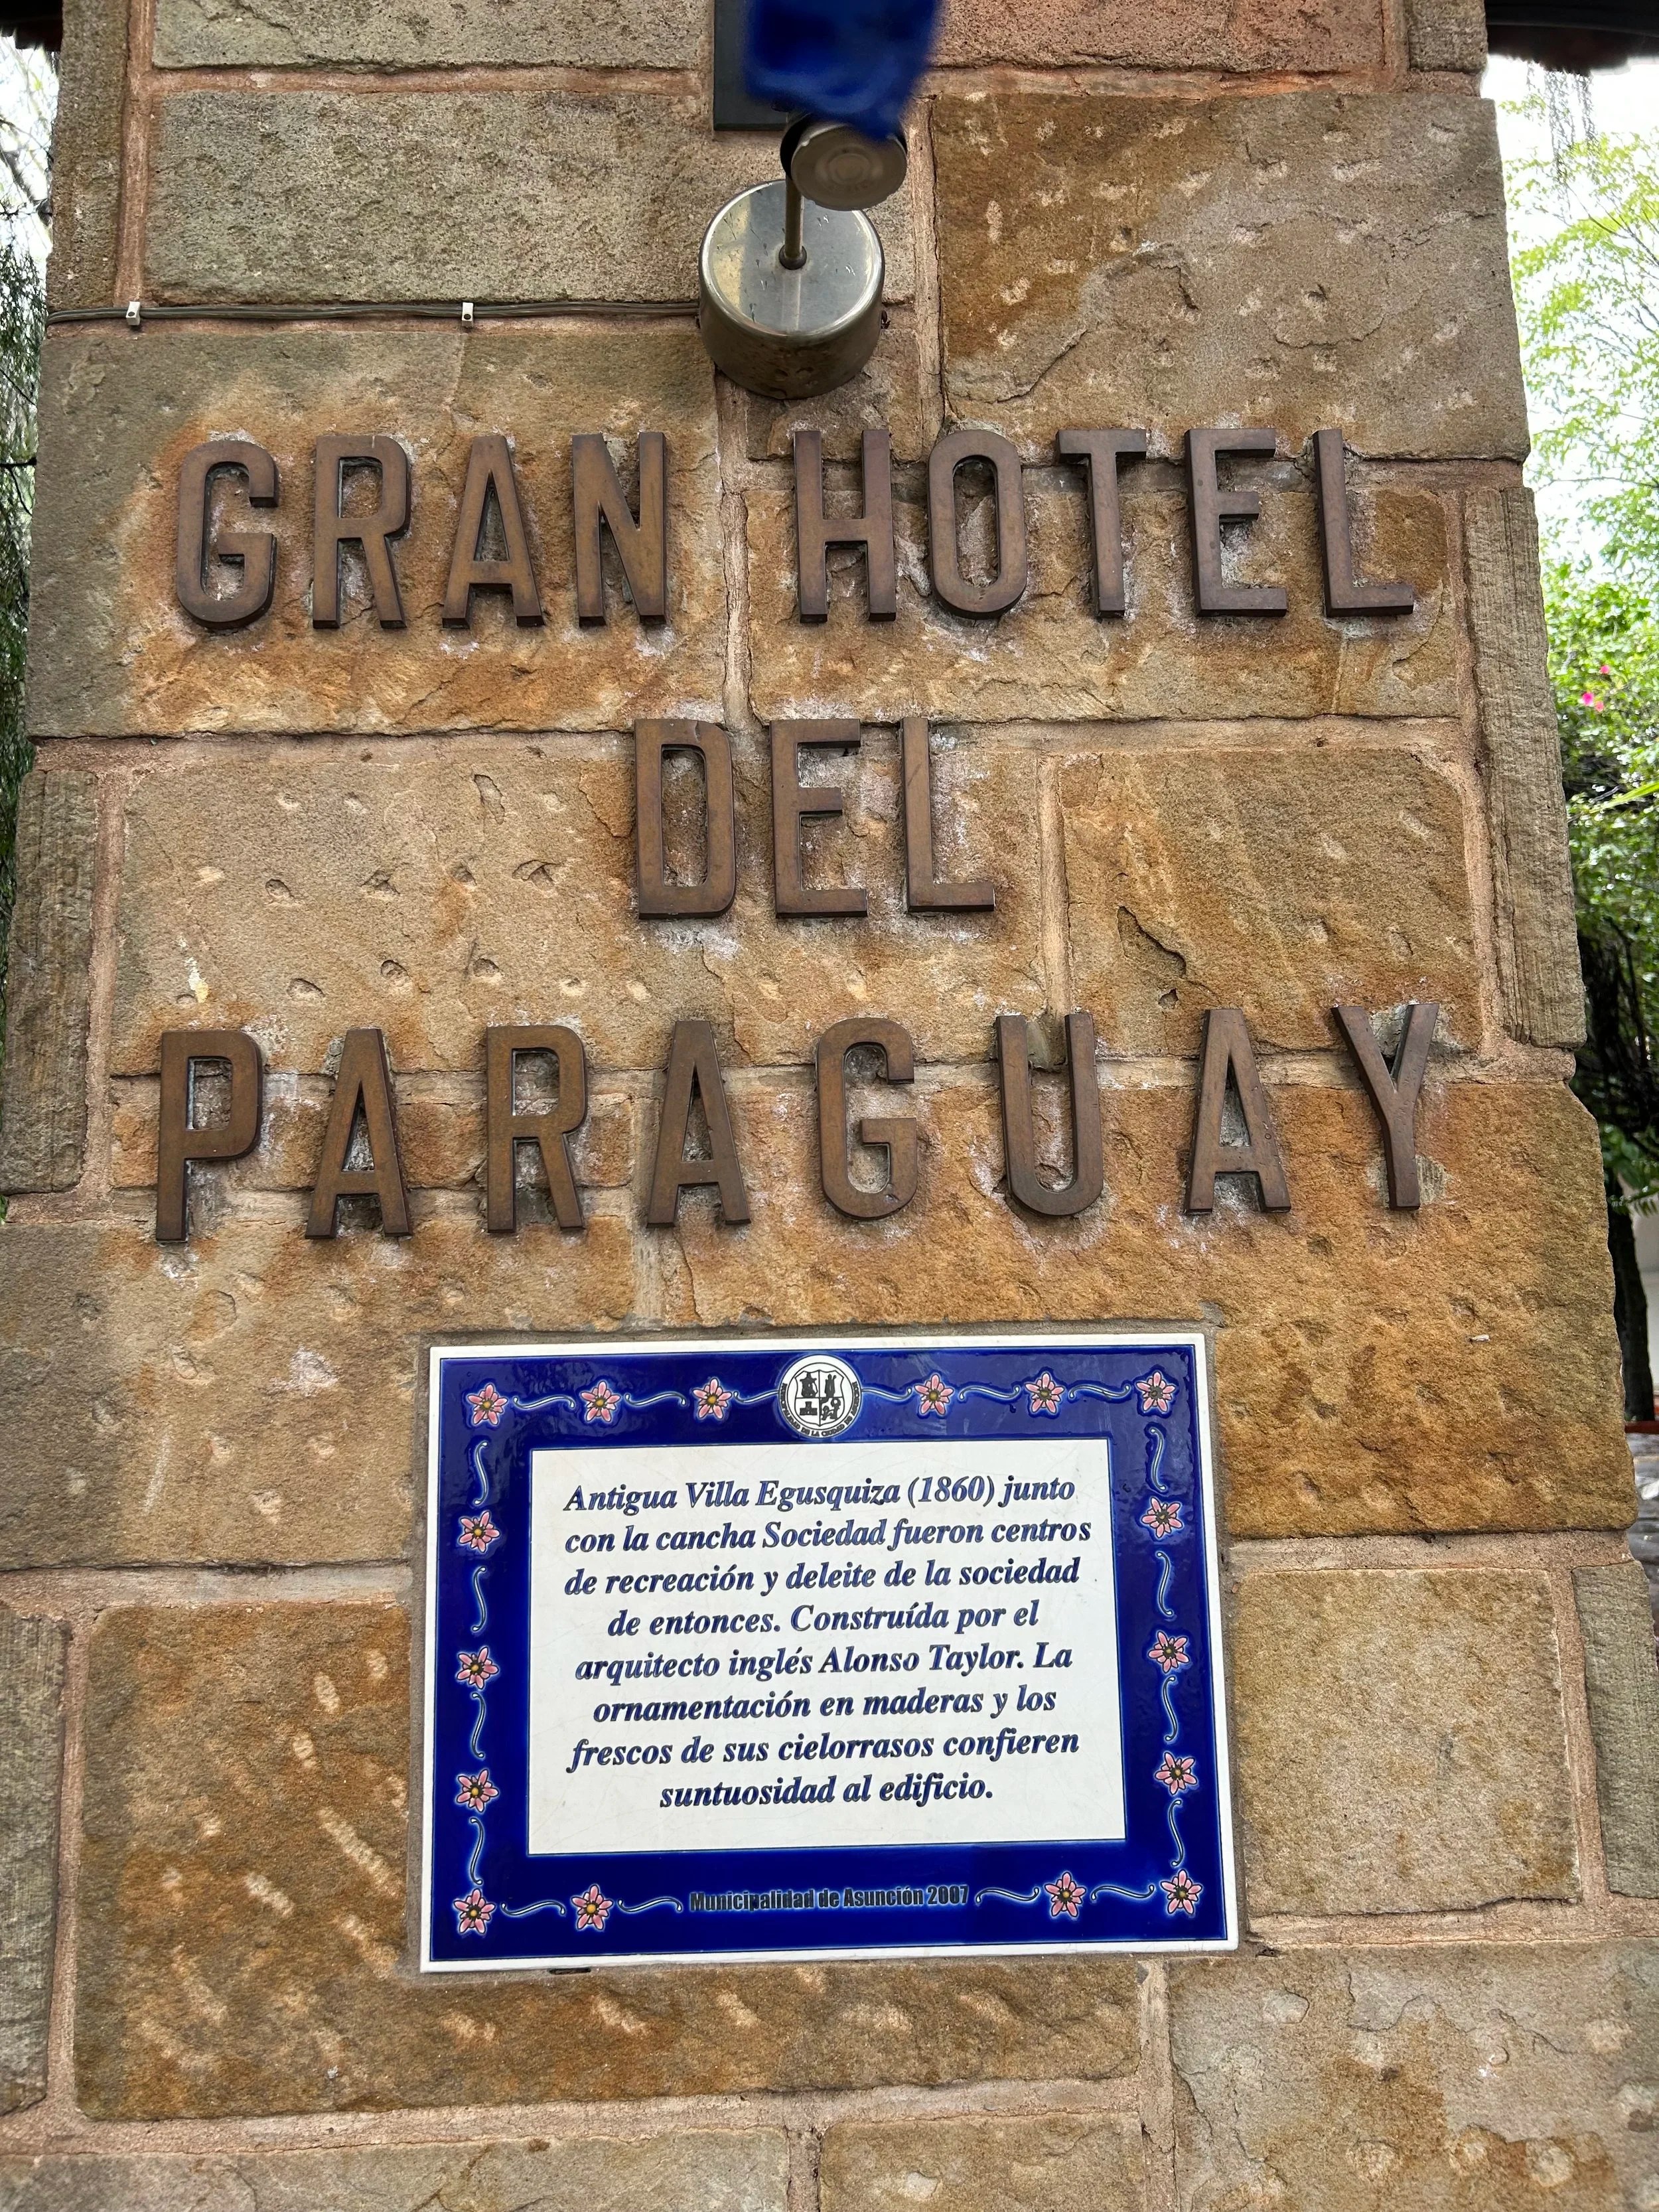 GRAN HOTEL
DEL
PARAGUAY
Antigua Villa Egusquiza (1860) junto
con la cancha Sociedad fueron centros
de recreación y deleite de la sociedad
de entonces. Construída por el
arquitecto inglés Alonso Taylor. La
ornamentación en maderas y los
frescos de sus cielorrasos confieren
suntuosidad al edificio.
Municipalidad de Asunción 2007